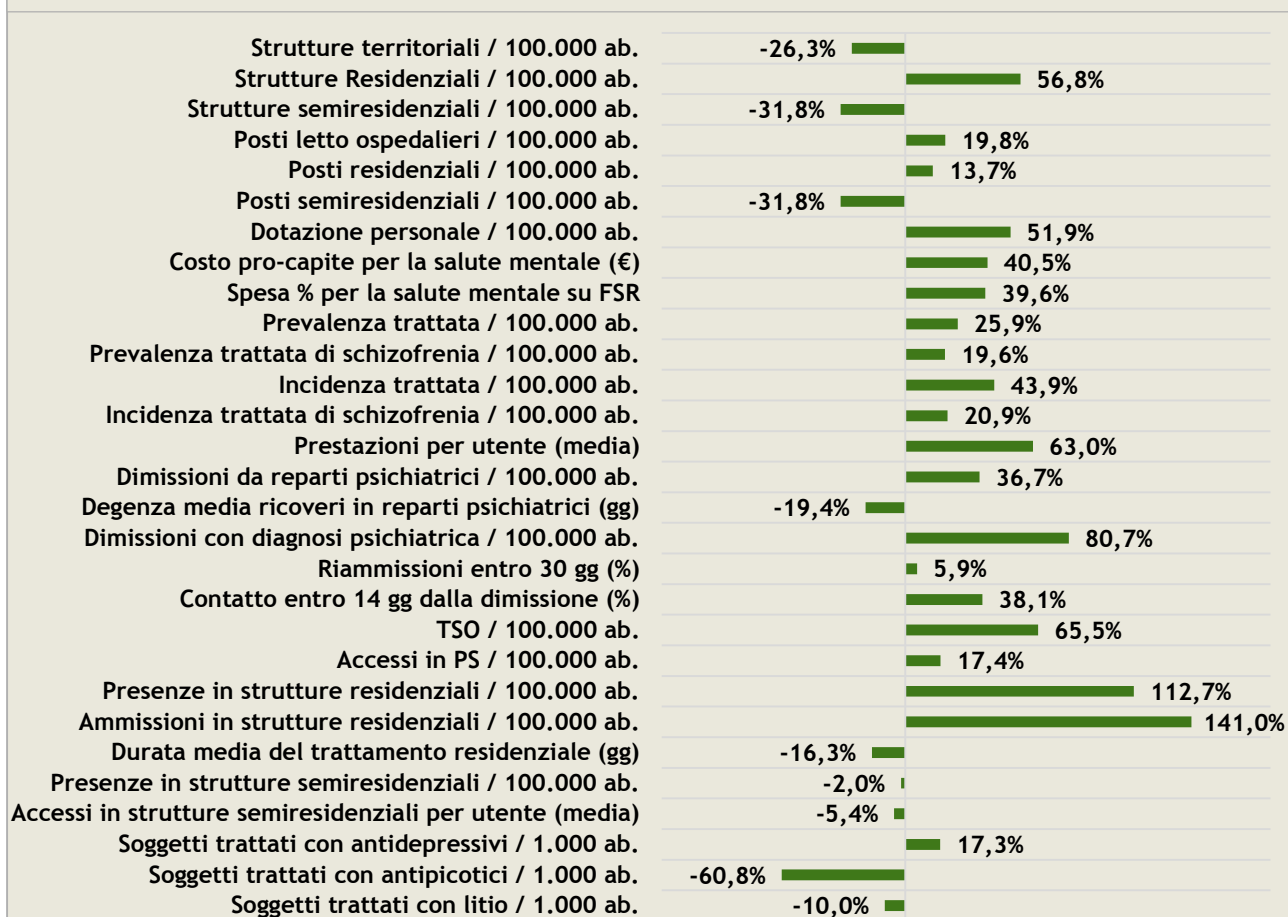 Strutture territoriali / 100.000 ab. -26,3%
Strutture Residenziali / 100.000 ab. 56,8%
Strutture semiresidenziali / 100.000 ab. -31,8%
Posti letto ospedalieri / 100.000 ab. 19,8%
Posti residenziali / 100.000 ab. 13,7%
Posti semiresidenziali / 100.000 ab. -31,8%
Dotazione personale / 100.000 ab. 51,9%
Costo pro-capite per la salute mentale (€) 40,5%
Spesa % per la salute mentale su FSR 39,6%
Prevalenza trattata / 100.000 ab. 25,9%
Prevalenza trattata di schizofrenia / 100.000 ab. 19,6%
Incidenza trattata / 100.000 ab. 43,9%
Incidenza trattata di schizofrenia / 100.000 ab. 20,9%
Prestazioni per utente (media) 63,0%
Dimissioni da reparti psichiatrici / 100.000 ab. 36,7%
Degenza media ricoveri in reparti psichiatrici (gg) -19,4%
Dimissioni con diagnosi psichiatrica / 100.000 ab. 80,7%
Riammissioni entro 30 gg (%) 5,9%
Contatto entro 14 gg dalla dimissione (%) 38,1%
TSO / 100.000 ab. 65,5%
Accessi in PS / 100.000 ab. 17,4%
Presenze in strutture residenziali / 100.000 ab. 112,7%
Ammissioni in strutture residenziali / 100.000 ab. 141,0%
Durata media del trattamento residenziale (gg) -16,3%
Presenze in strutture semiresidenziali / 100.000 ab. -2,0%
Accessi in strutture semiresidenziali per utente (media) -5,4%
Soggetti trattati con antidepressivi / 1.000 ab. 17,3%
Soggetti trattati con antipicotici / 1.000 ab. -60,8%
Soggetti trattati con litio / 1.000 ab. -10,0%